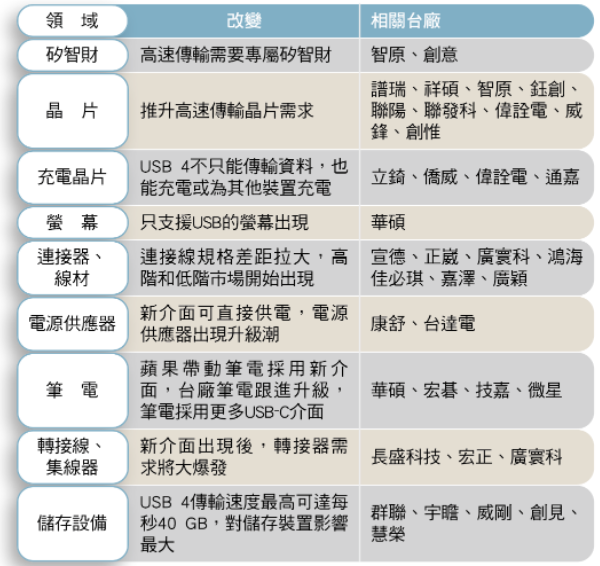 領 域 改變 相關台廠
矽智財 高速傳輸需要專屬矽智財 智原、創意
晶 片 推升高速傳輸晶片需求 譜瑞、祥碩、智原、鈺創、
聯陽、聯發科、偉詮電、威
鋒、創惟
充電晶片 USB 4不只能傳輸資料，也
能充電或為其他裝置充電 立錡、僑威、偉詮電、通嘉
螢 幕 只支援USB的螢幕出現 華碩
連接器、
線材 連接線規格差距拉大，高
階和低階市場開始出現 宣德、正崴、廣寰科、鴻海
佳必琪、嘉澤、廣穎
電源供應器 新介面可直接供電，電源
供應器出現升級潮 康舒、台達電
筆 電 蘋果帶動筆電採用新介
面，台廠筆電跟進升級，
筆電採用更多USB-C介面 華碩、宏碁、技嘉、微星
轉接線、
集線器 新介面出現後，轉接器需
求將大爆發 長盛科技、宏正、廣寰科
儲存設備 USB 4傳輸速度最高可達每
秒40 GB，對儲存裝置影響
最大 群聯、宇瞻、威剛、創見、
慧榮